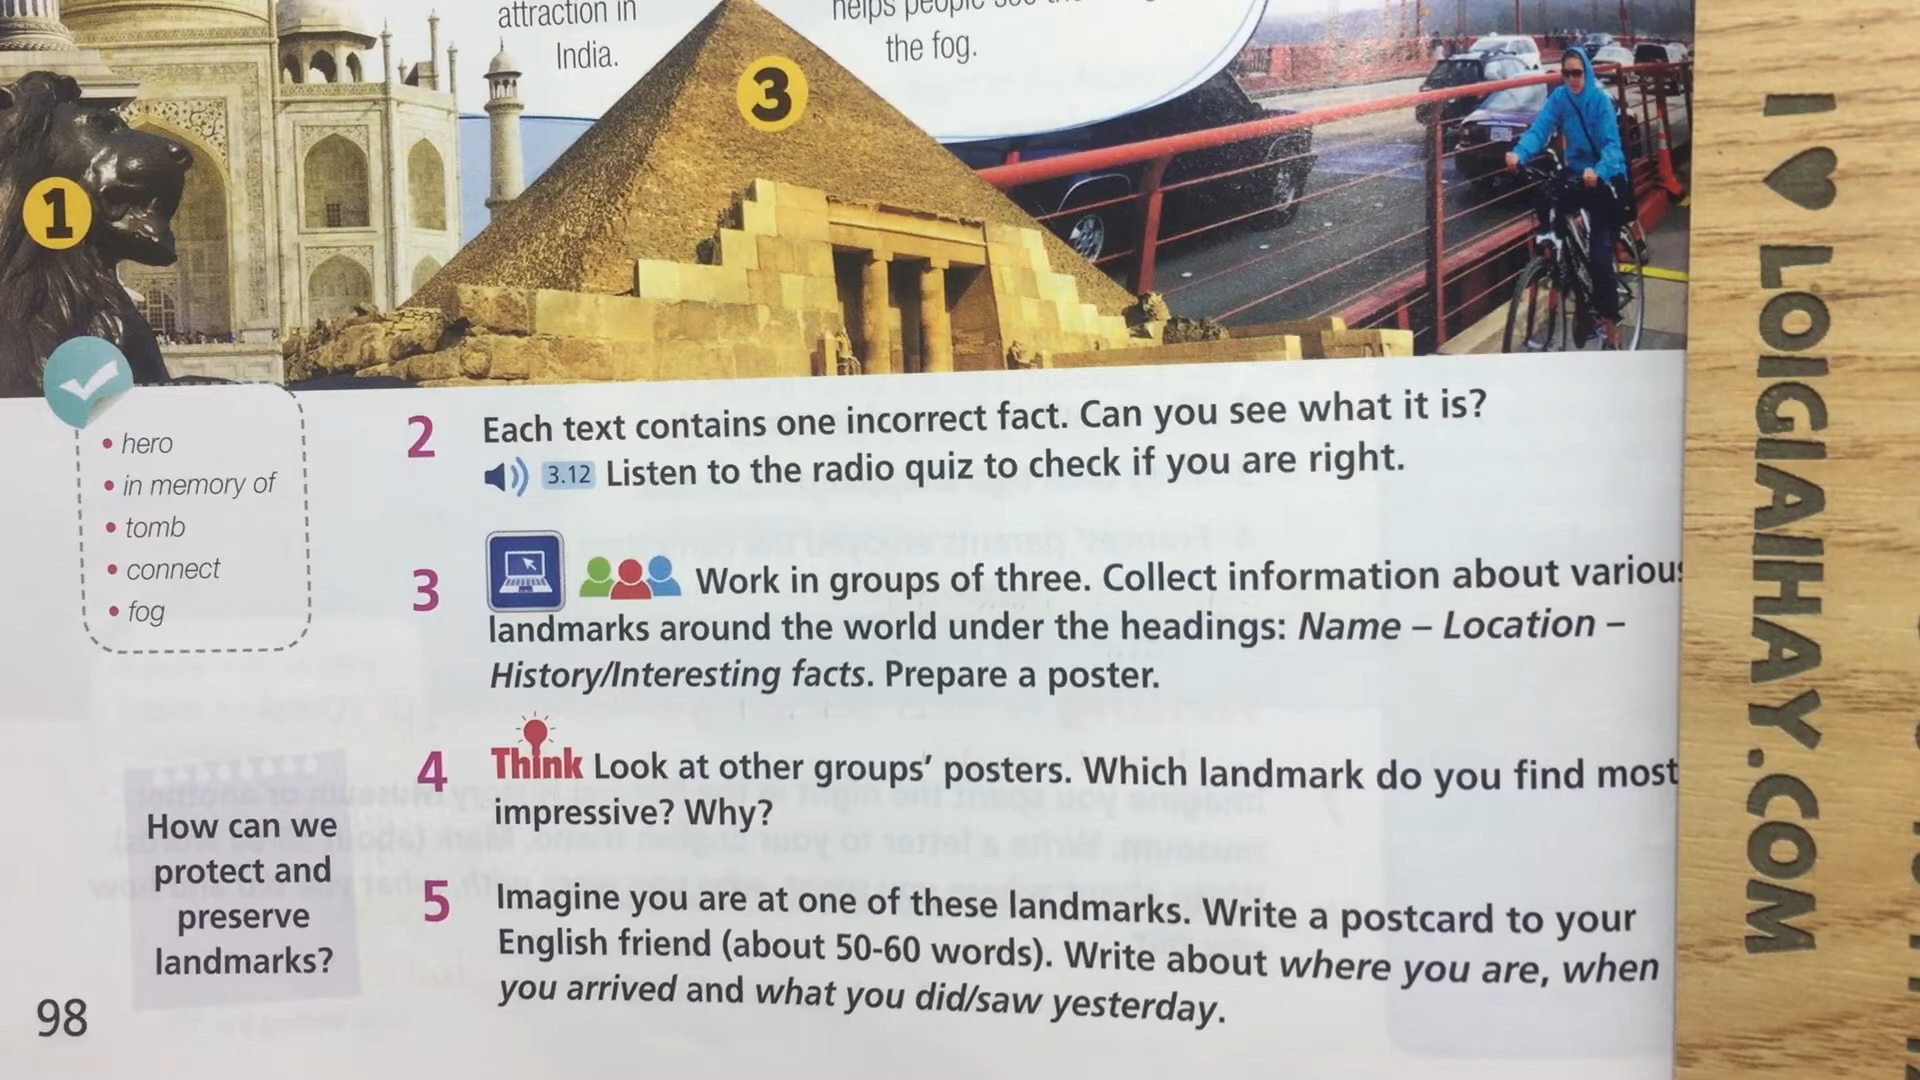 attraction in
India.
helps people see
the fog.
3
1
hero
in memory of
tomb
connect
fog
2 Each text contains one incorrect fact. Can you see what it is?
3.12 Listen to the radio quiz to check if you are right.
3 Work in groups of three. Collect information about various
landmarks around the world under the headings: Name – Location –
History/Interesting facts. Prepare a poster.
4 Think Look at other groups' posters. Which landmark do you find most
impressive? Why?
5 Imagine you are at one of these landmarks. Write a postcard to your
English friend (about 50-60 words). Write about where you are, when
you arrived and what you did/saw yesterday.
How can we
protect and
preserve
landmarks?
98
I ♥ LOIGIAIHAY.COM